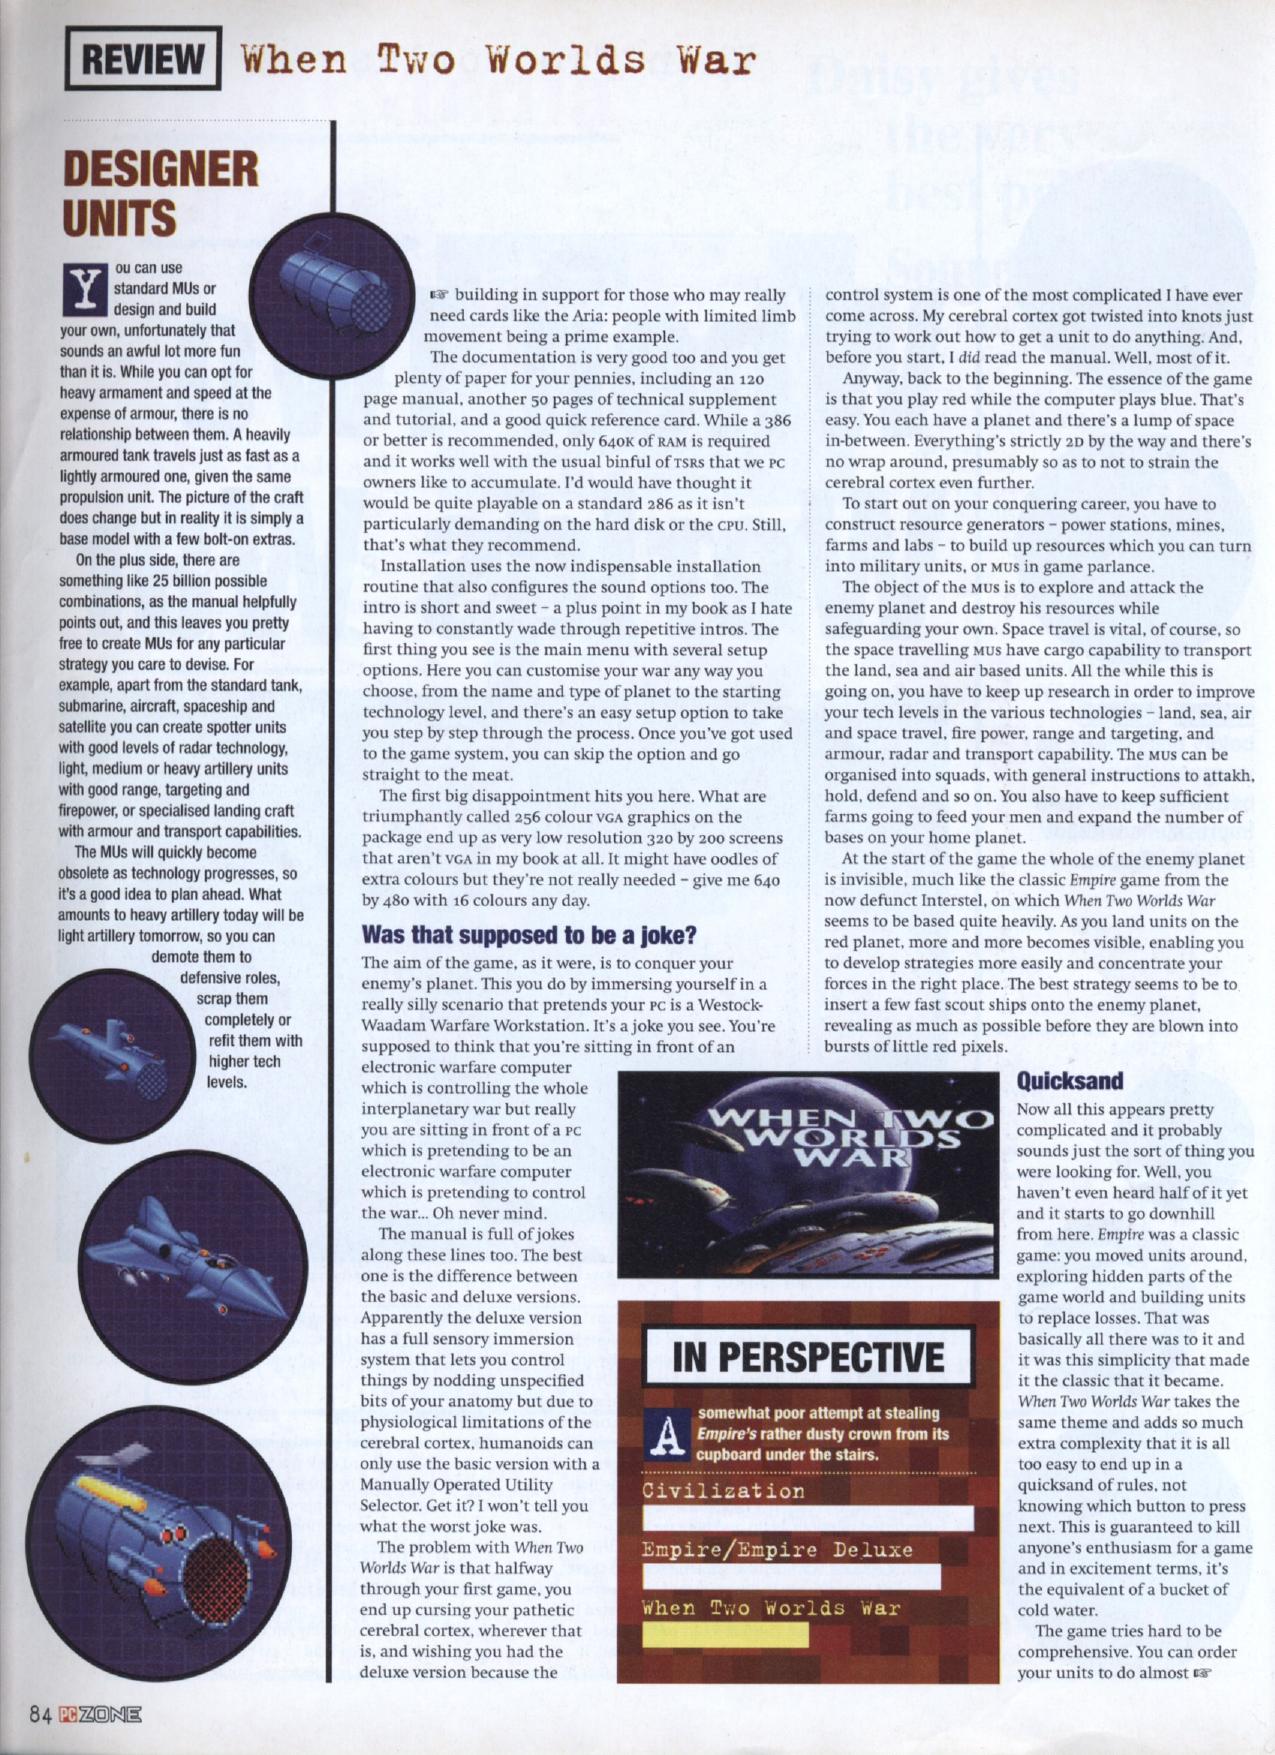 REVIEW When Two Worlds War
DESIGNER
UNITS
You can use
standard MUs or
design and build
your own, unfortunately that
sounds an awful lot more fun
than it is. While you can opt for
heavy armament and speed at the
expense of armour, there is no
relationship between them. A heavily
armoured tank travels just as fast as a
lightly armoured one, given the same
propulsion unit. The picture of the craft
does change but in reality it is simply a
base model with a few bolt-on extras.
On the plus side, there are
something like 25 billion possible
combinations, as the manual helpfully
points out, and this leaves you pretty
free to create MUs for any particular
strategy you care to devise. For
example, apart from the standard tank,
submarine, aircraft, spaceship and
satellite you can create spotter units
with good levels of radar technology,
light, medium or heavy artillery units
with good range, targeting and
firepower, or specialised landing craft
with armour and transport capabilities.
The MUs will quickly become
obsolete as technology progresses, so
it's a good idea to plan ahead. What
amounts to heavy artillery today will be
light artillery tomorrow, so you can
demote them to
defensive roles,
scrap them
completely or
refit them with
higher tech
levels.
☞ building in support for those who may really
need cards like the Aria: people with limited limb
movement being a prime example.
The documentation is very good too and you get
plenty of paper for your pennies, including an 120
page manual, another 50 pages of technical supplement
and tutorial, and a good quick reference card. While a 386
or better is recommended, only 640K of RAM is required
and it works well with the usual binful of TSRs that we PC
owners like to accumulate. I'd would have thought it
would be quite playable on a standard 286 as it isn't
particularly demanding on the hard disk or the CPU. Still,
that's what they recommend.
Installation uses the now indispensable installation
routine that also configures the sound options too. The
intro is short and sweet – a plus point in my book as I hate
having to constantly wade through repetitive intros. The
first thing you see is the main menu with several setup
options. Here you can customise your war any way you
choose, from the name and type of planet to the starting
technology level, and there's an easy setup option to take
you step by step through the process. Once you've got used
to the game system, you can skip the option and go
straight to the meat.
The first big disappointment hits you here. What are
triumphantly called 256 colour VGA graphics on the
package end up as very low resolution 320 by 200 screens
that aren't VGA in my book at all. It might have oodles of
extra colours but they're not really needed – give me 640
by 480 with 16 colours any day.
Was that supposed to be a joke?
The aim of the game, as it were, is to conquer your
enemy's planet. This you do by immersing yourself in a
really silly scenario that pretends your PC is a Westock-
Waadam Warfare Workstation. It's a joke you see. You're
supposed to think that you're sitting in front of an
electronic warfare computer
which is controlling the whole
interplanetary war but really
you are sitting in front of a PC
which is pretending to be an
electronic warfare computer
which is pretending to control
the war... Oh never mind.
The manual is full of jokes
along these lines too. The best
one is the difference between
the basic and deluxe versions.
Apparently the deluxe version
has a full sensory immersion
system that lets you control
things by nodding unspecified
bits of your anatomy but due to
physiological limitations of the
cerebral cortex, humanoids can
only use the basic version with a
Manually Operated Utility
Selector. Get it? I won't tell you
what the worst joke was.
The problem with When Two
Worlds War is that halfway
through your first game, you
end up cursing your pathetic
cerebral cortex, wherever that
is, and wishing you had the
deluxe version because the
control system is one of the most complicated I have ever
come across. My cerebral cortex got twisted into knots just
trying to work out how to get a unit to do anything. And,
before you start, I did read the manual. Well, most of it.
Anyway, back to the beginning. The essence of the game
is that you play red while the computer plays blue. That's
easy. You each have a planet and there's a lump of space
in-between. Everything's strictly 2D by the way and there's
no wrap around, presumably so as to not to strain the
cerebral cortex even further.
To start out on your conquering career, you have to
construct resource generators – power stations, mines,
farms and labs – to build up resources which you can turn
into military units, or MUs in game parlance.
The object of the MUs is to explore and attack the
enemy planet and destroy his resources while
safeguarding your own. Space travel is vital, of course, so
the space travelling MUs have cargo capability to transport
the land, sea and air based units. All the while this is
going on, you have to keep up research in order to improve
your tech levels in the various technologies – land, sea, air
and space travel, fire power, range and targeting, and
armour, radar and transport capability. The MUs can be
organised into squads, with general instructions to attakh,
hold, defend and so on. You also have to keep sufficient
farms going to feed your men and expand the number of
bases on your home planet.
At the start of the game the whole of the enemy planet
is invisible, much like the classic Empire game from the
now defunct Interstel, on which When Two Worlds War
seems to be based quite heavily. As you land units on the
red planet, more and more becomes visible, enabling you
to develop strategies more easily and concentrate your
forces in the right place. The best strategy seems to be to
insert a few fast scout ships onto the enemy planet,
revealing as much as possible before they are blown into
bursts of little red pixels.
WHEN TWO
WORLDS
WAR
IN PERSPECTIVE
A somewhat poor attempt at stealing
Empire's rather dusty crown from its
cupboard under the stairs.
Civilization
Empire/Empire Deluxe
When Two Worlds War
Quicksand
Now all this appears pretty
complicated and it probably
sounds just the sort of thing you
were looking for. Well, you
haven't even heard half of it yet
and it starts to go downhill
from here. Empire was a classic
game: you moved units around,
exploring hidden parts of the
game world and building units
to replace losses. That was
basically all there was to it and
it was this simplicity that made
it the classic that it became.
When Two Worlds War takes the
same theme and adds so much
extra complexity that it is all
too easy to end up in a
quicksand of rules, not
knowing which button to press
next. This is guaranteed to kill
anyone's enthusiasm for a game
and in excitement terms, it's
the equivalent of a bucket of
cold water.
The game tries hard to be
comprehensive. You can order
your units to do almost ☞
84 PC ZONE